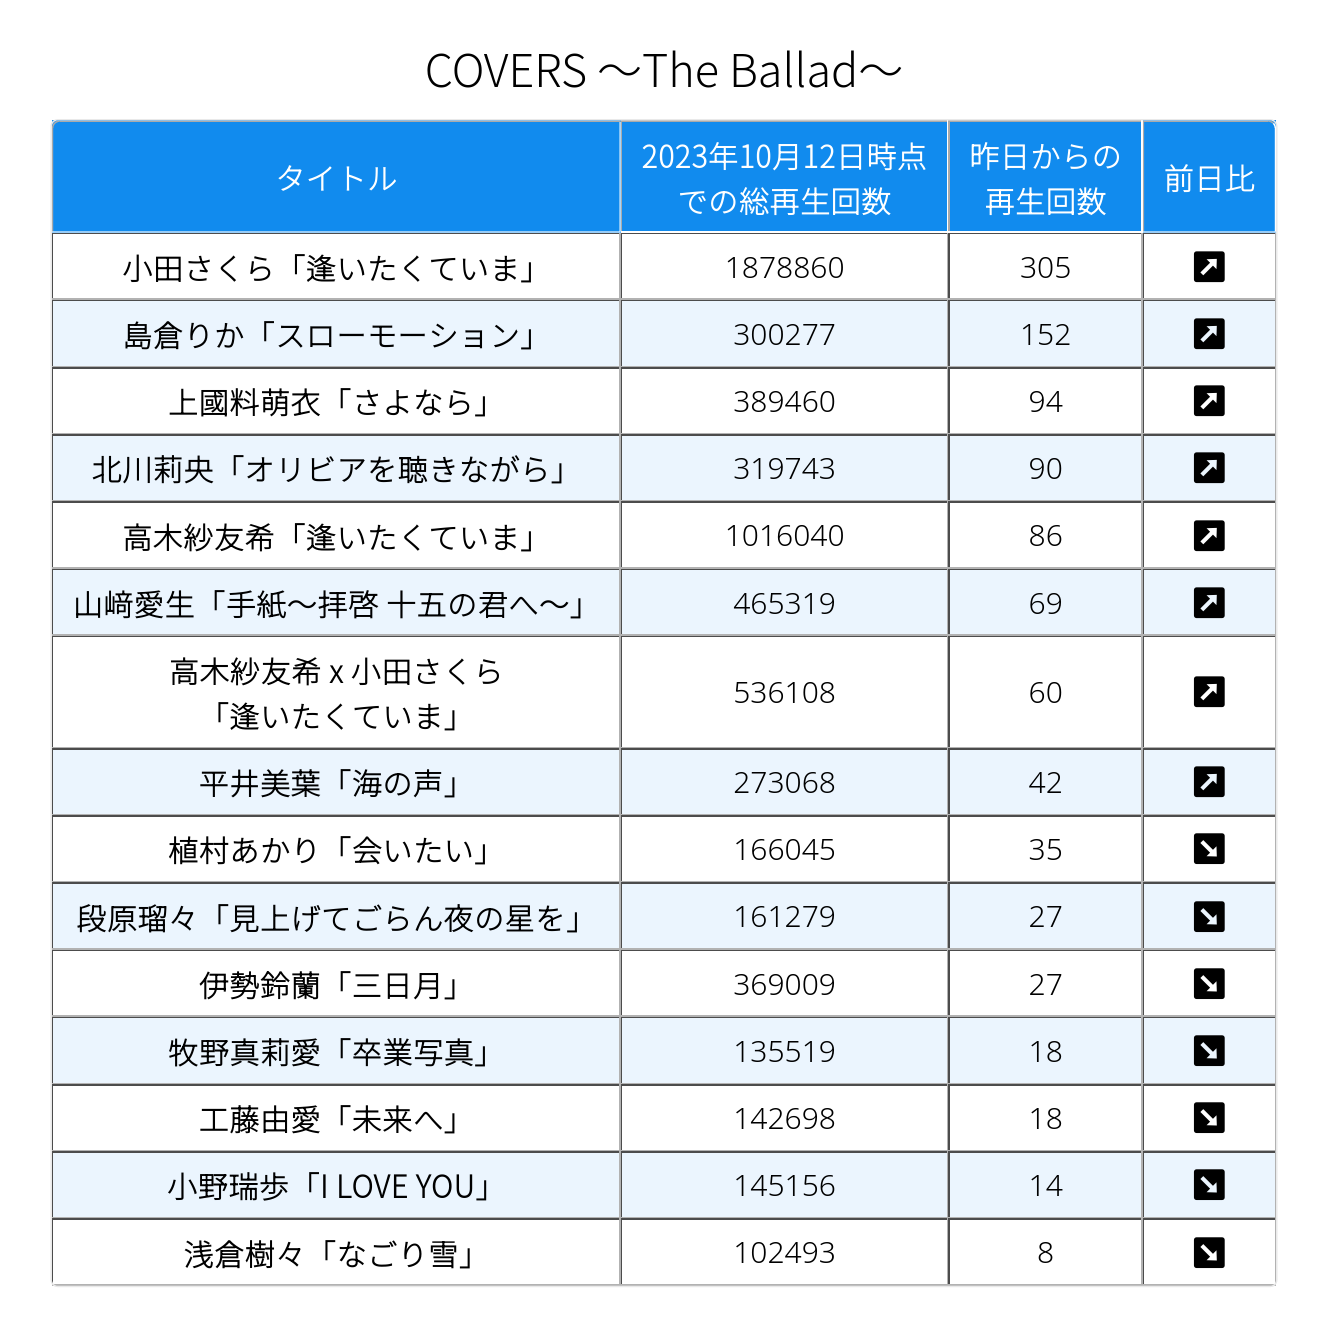 COVERS ～The Ballad～
タイトル
2023年10月12日時点
での総再生回数
昨日からの
再生回数
前日比
小田さくら「逢いたくていま」 1878860 305 ↗
島倉りか「スローモーション」 300277 152 ↗
上國料萌衣「さよなら」 389460 94 ↗
北川莉央「オリビアを聴きながら」 319743 90 ↗
高木紗友希「逢いたくていま」 1016040 86 ↗
山﨑愛生「手紙～拝啓 十五の君へ～」 465319 69 ↗
高木紗友希 x 小田さくら
「逢いたくていま」 536108 60 ↗
平井美葉「海の声」 273068 42 ↗
植村あかり「会いたい」 166045 35 ↘
段原瑠々「見上げてごらん夜の星を」 161279 27 ↘
伊勢鈴蘭「三日月」 369009 27 ↘
牧野真莉愛「卒業写真」 135519 18 ↘
工藤由愛「未来へ」 142698 18 ↘
小野瑞歩「I LOVE YOU」 145156 14 ↘
浅倉樹々「なごり雪」 102493 8 ↘